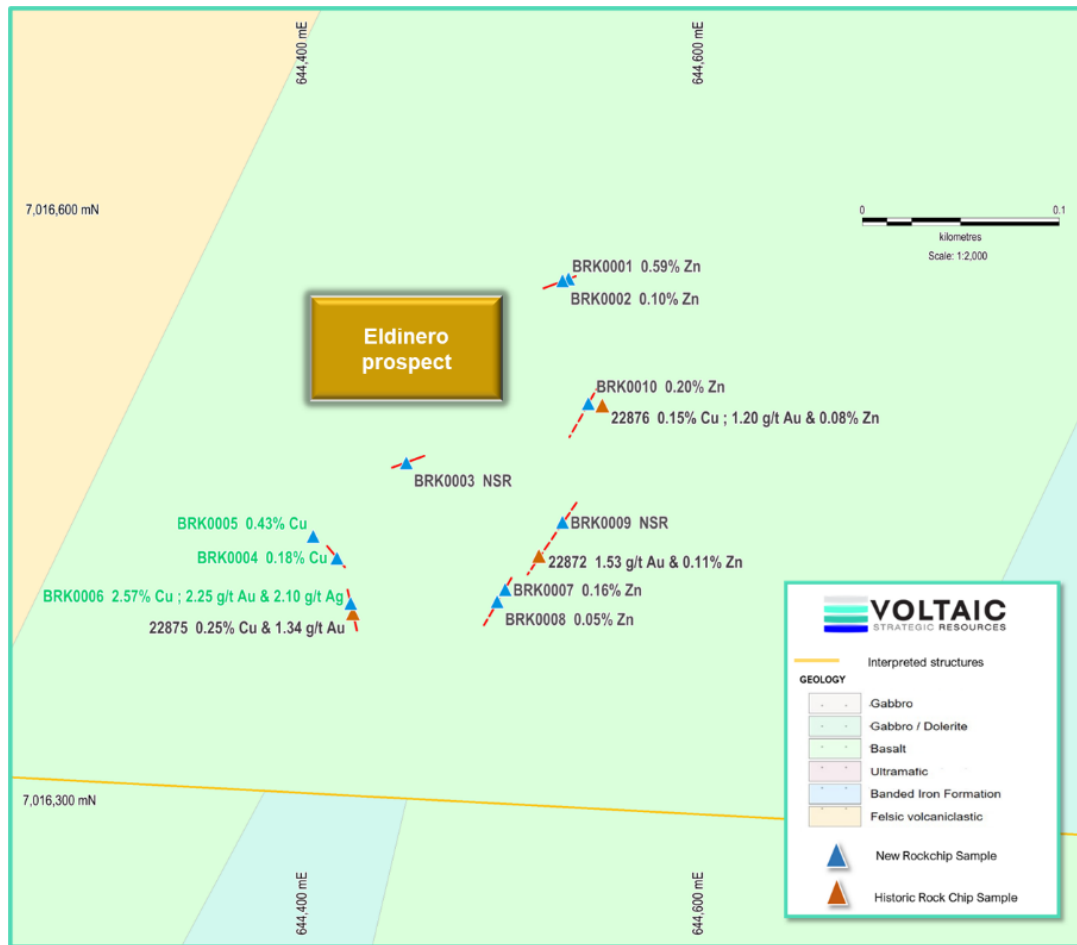 644,400 mE
644,600 mE
7,016,600 mN
0 0.1
kilometres
Scale: 1:2,000
BRK0001 0.59% Zn
BRK0002 0.10% Zn
Eldinero
prospect
BRK0010 0.20% Zn
22876 0.15% Cu ; 1.20 g/t Au & 0.08% Zn
BRK0003 NSR
BRK0005 0.43% Cu
BRK0009 NSR
BRK0004 0.18% Cu
22872 1.53 g/t Au & 0.11% Zn
BRK0006 2.57% Cu ; 2.25 g/t Au & 2.10 g/t Ag
BRK0007 0.16% Zn
22875 0.25% Cu & 1.34 g/t Au
BRK0008 0.05% Zn
VOLTAIC
STRATEGIC RESOURCES
Interpreted structures
GEOLOGY
Gabbro
Gabbro / Dolerite
Basalt
Ultramatic
Banded Iron Formation
Felsic volcaniclastic
New Rockchip Sample
Historic Rock Chip Sample
7,016,300 mN
644,400 mE
644,600 mE